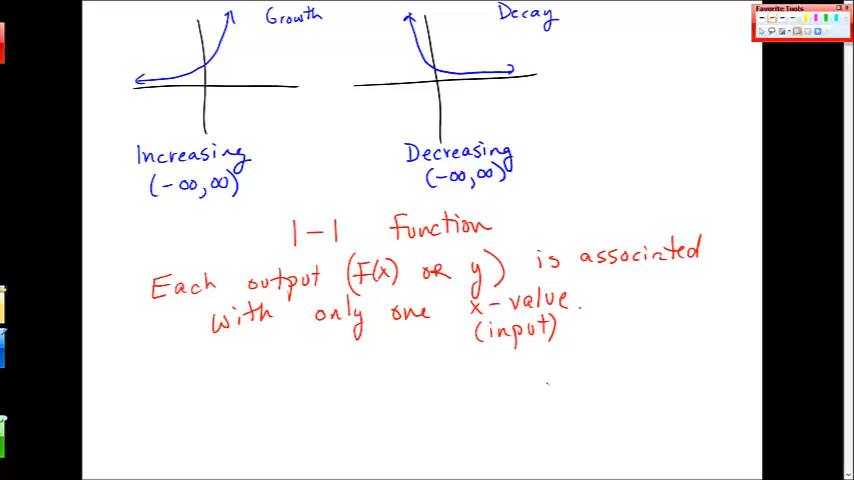 Growth
Decay
Increasing
(-∞,∞)
Decreasing
(-∞,∞)
1-1 Function
Each output (F(x) or y) is associated
with only one x-value.
(input)
Favorite Tools